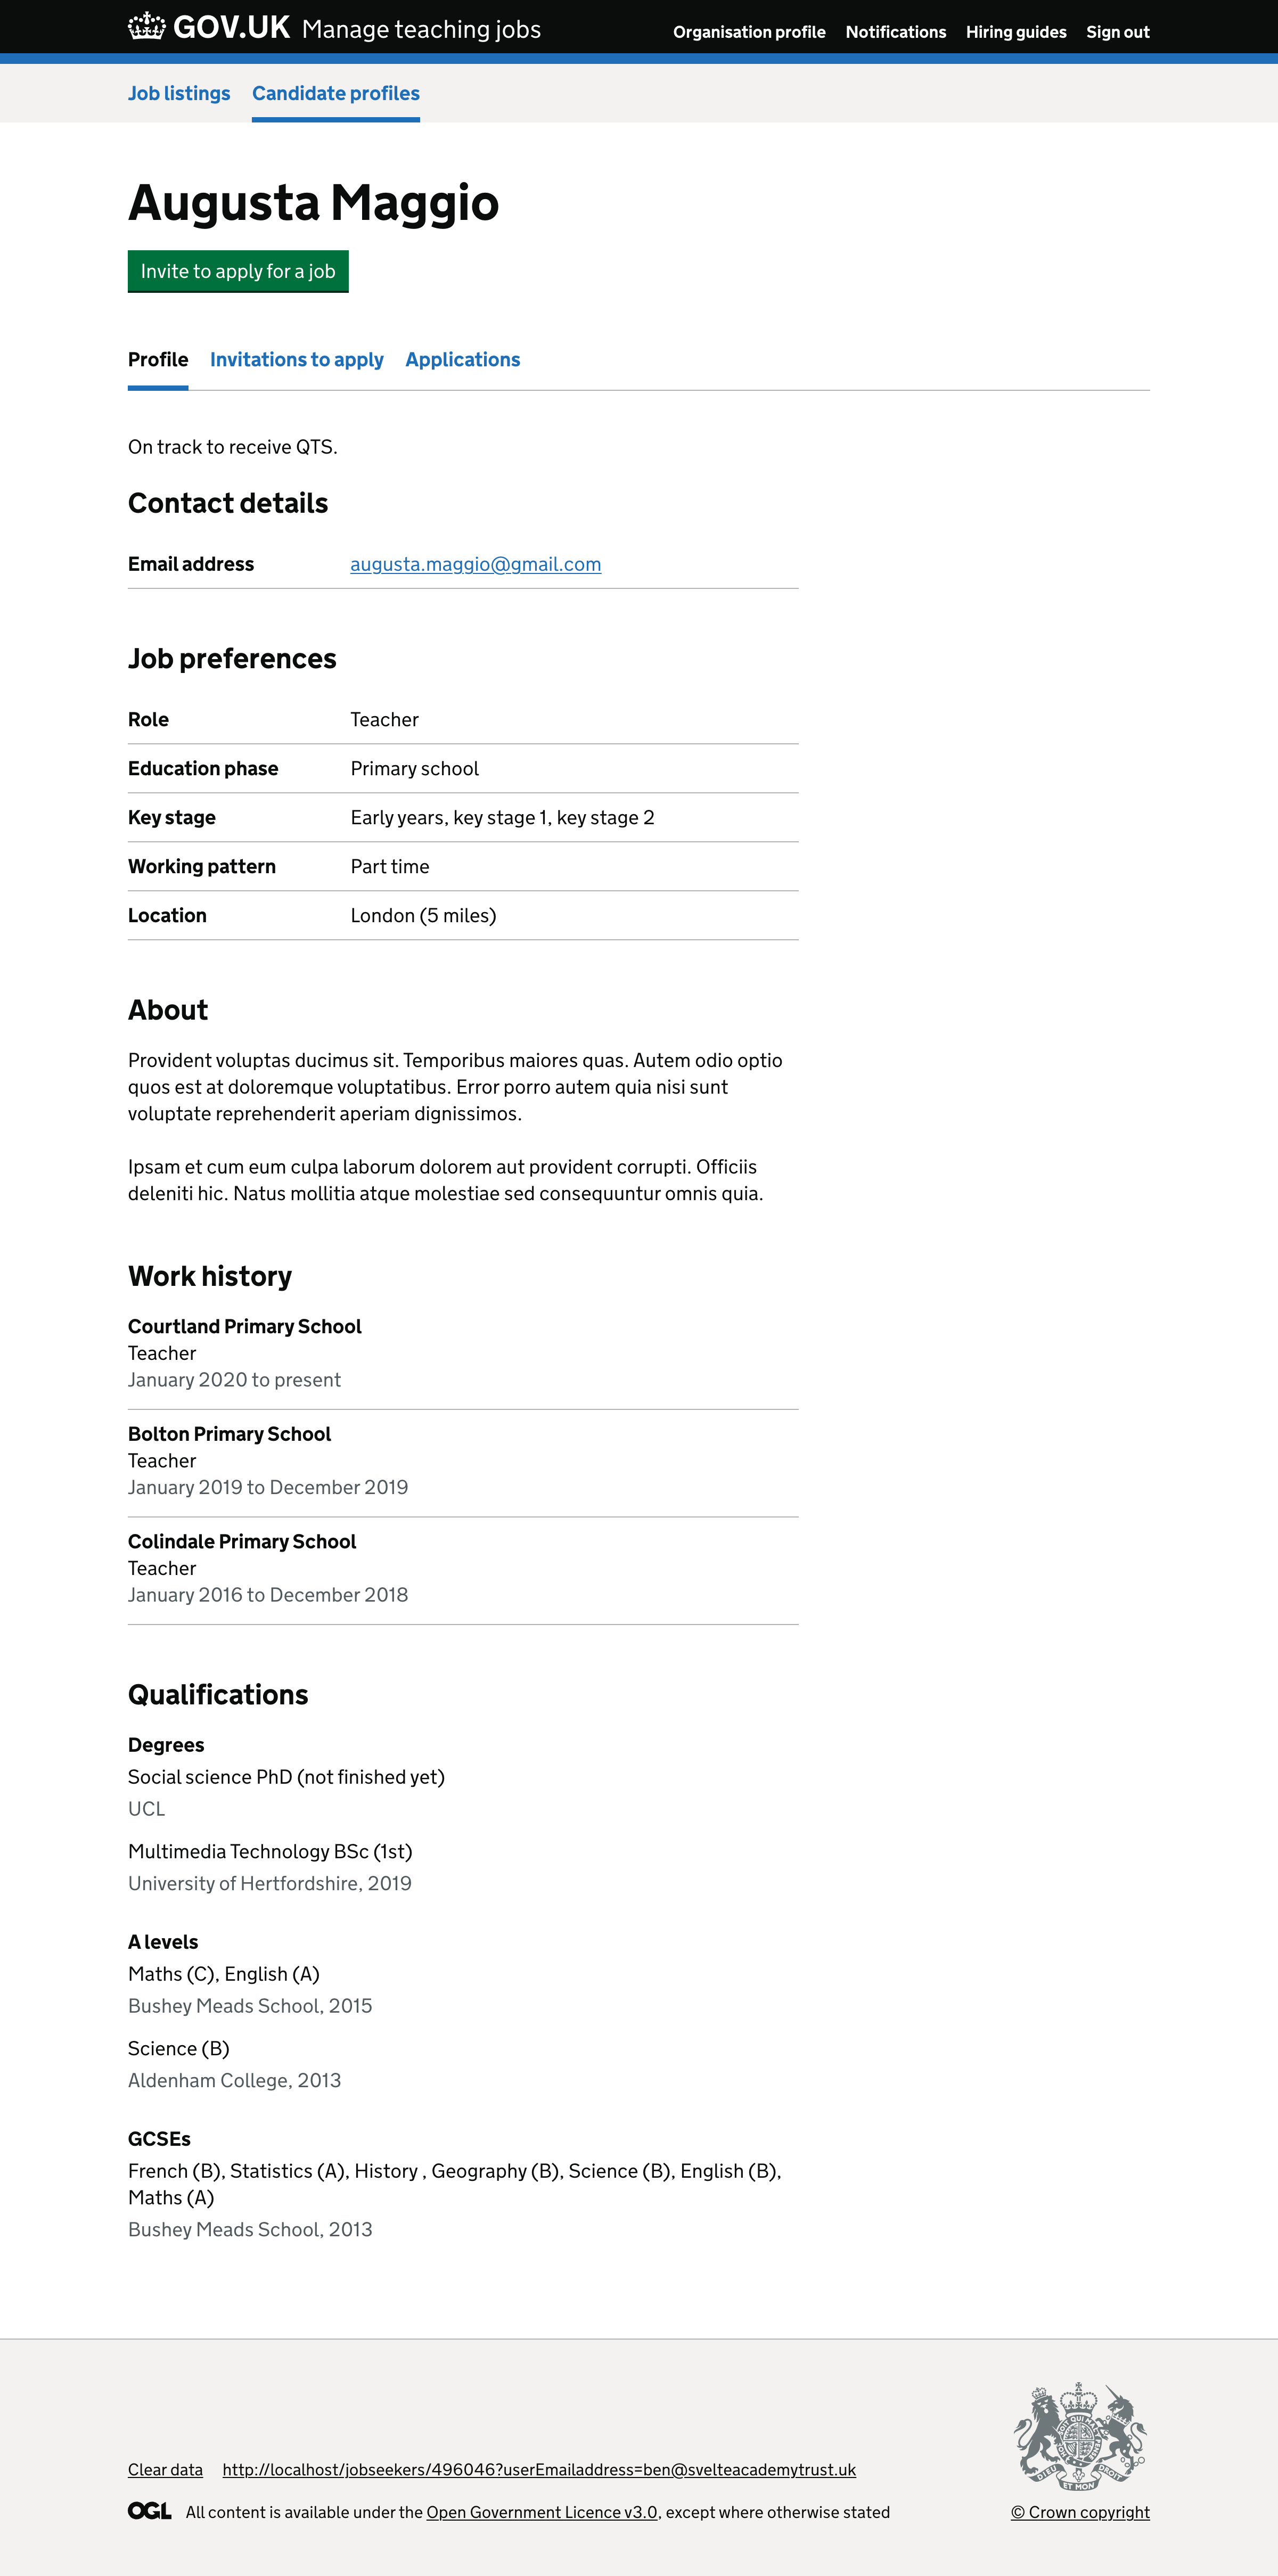 GOV.UK Manage teaching jobs
Organisation profile Notifications Hiring guides Sign out
Job listings Candidate profiles
Augusta Maggio
Invite to apply for a job
Profile Invitations to apply Applications
On track to receive QTS.
Contact details
Email address augusta.maggio@gmail.com
Job preferences
Role Teacher
Education phase Primary school
Key stage Early years, key stage 1, key stage 2
Working pattern Part time
Location London (5 miles)
About
Provident voluptas ducimus sit. Temporibus maiores quas. Autem odio optio
quos est at doloremque voluptatibus. Error porro autem quia nisi sunt
voluptate reprehenderit aperiam dignissimos.
Ipsam et cum eum culpa laborum dolorem aut provident corrupti. Officiis
deleniti hic. Natus mollitia atque molestiae sed consequuntur omnis quia.
Work history
Courtland Primary School
Teacher
January 2020 to present
Bolton Primary School
Teacher
January 2019 to December 2019
Colindale Primary School
Teacher
January 2016 to December 2018
Qualifications
Degrees
Social science PhD (not finished yet)
UCL
Multimedia Technology BSc (1st)
University of Hertfordshire, 2019
A levels
Maths (C), English (A)
Bushey Meads School, 2015
Science (B)
Aldenham College, 2013
GCSEs
French (B), Statistics (A), History , Geography (B), Science (B), English (B),
Maths (A)
Bushey Meads School, 2013
Clear data http://localhost/jobseekers/496046?userEmailaddress=ben@svelteacademytrust.uk
OGL All content is available under the Open Government Licence v3.0, except where otherwise stated
DIEU ET MON DROIT
© Crown copyright